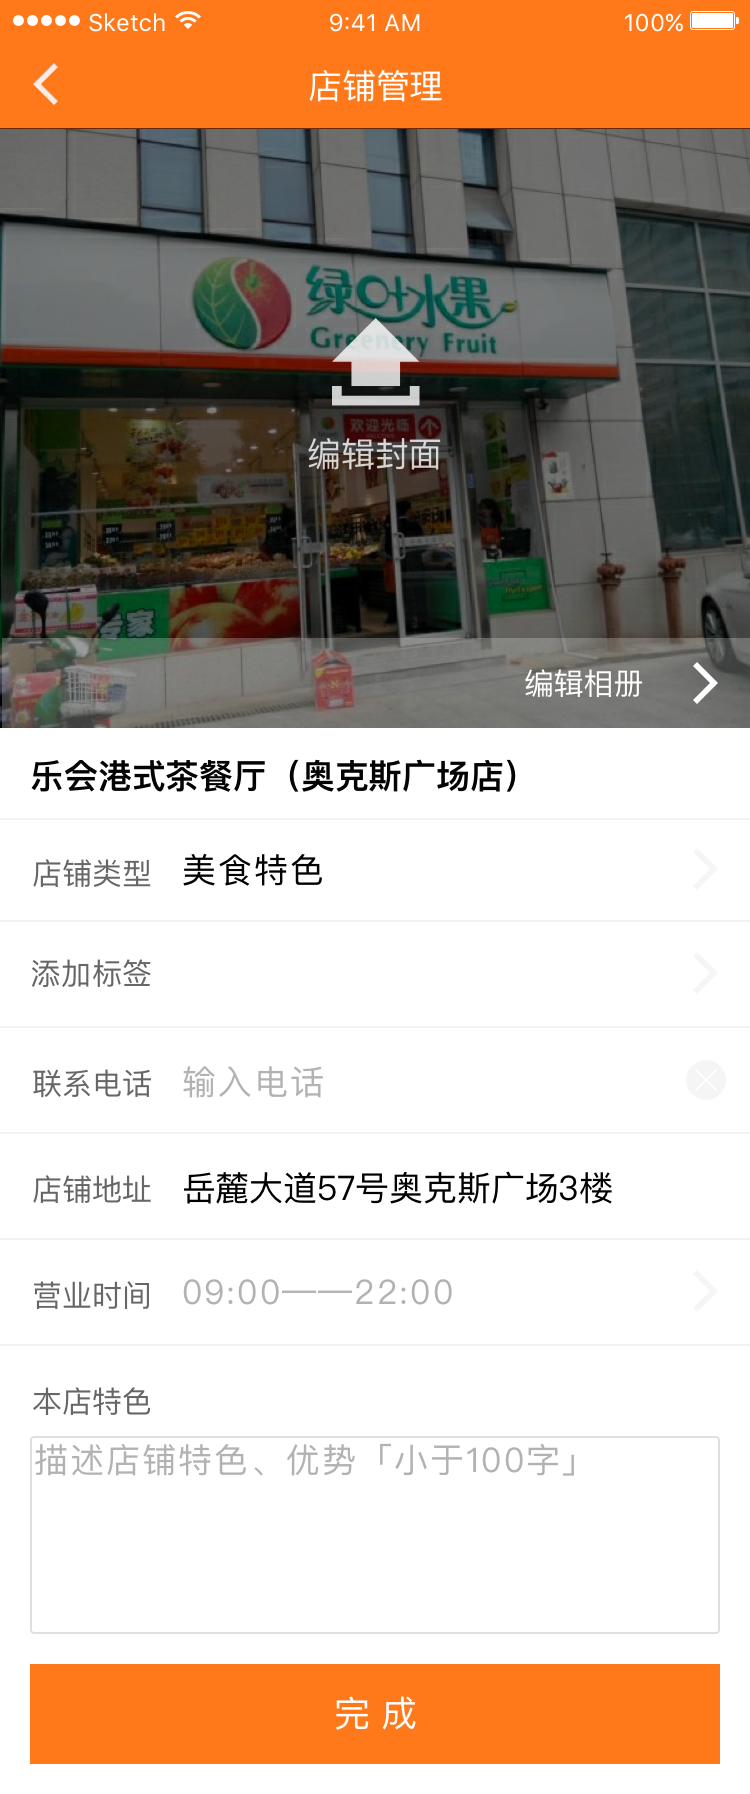 Sketch 9:41 AM 100%
店铺管理
绿叶水果
Greenery Fruit
欢迎光临
编辑封面
专家
编辑相册
乐会港式茶餐厅（奥克斯广场店）
店铺类型 美食特色
添加标签
联系电话 输入电话
店铺地址 岳麓大道57号奥克斯广场3楼
营业时间 09:00——22:00
本店特色
描述店铺特色、优势「小于100字」
完 成